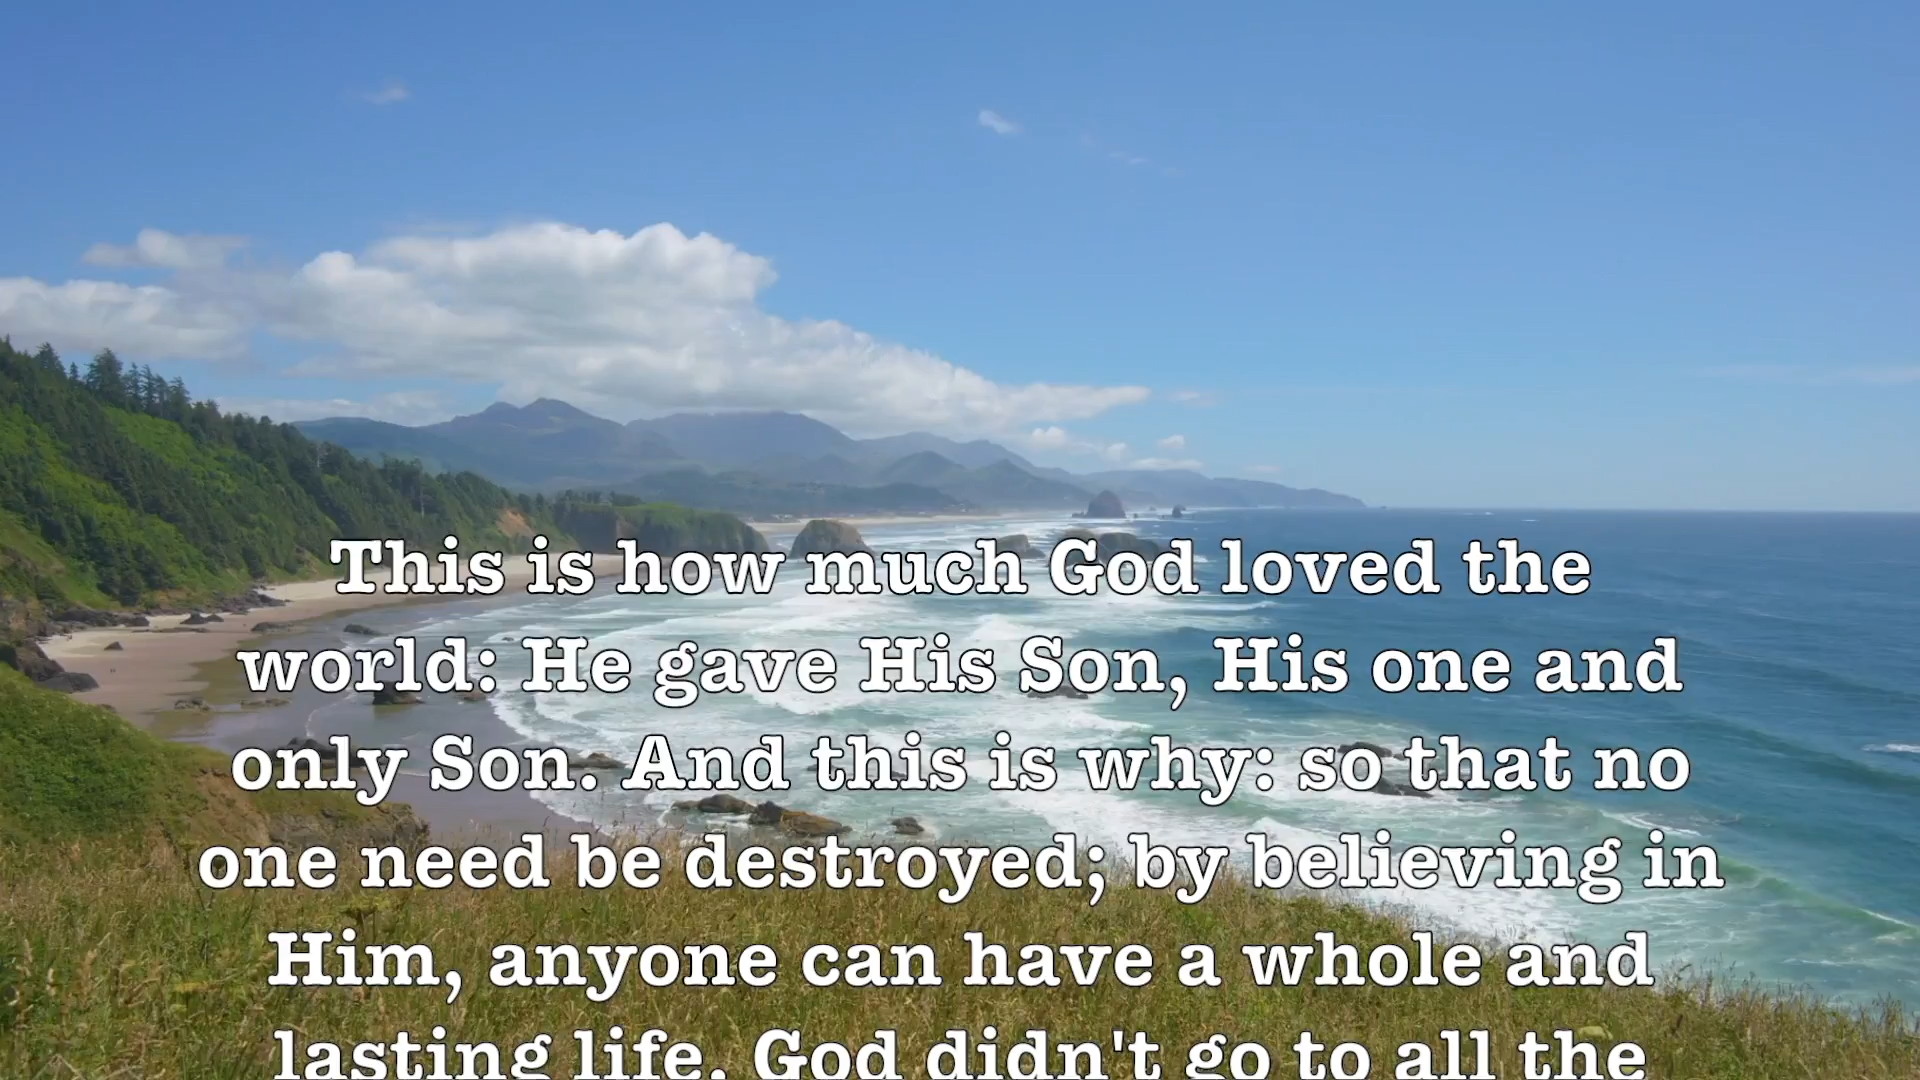 This is how much God loved the
world: He gave His Son, His one and
only Son. And this is why: so that no
one need be destroyed; by believing in
Him, anyone can have a whole and
lasting life. God didn't go to all the